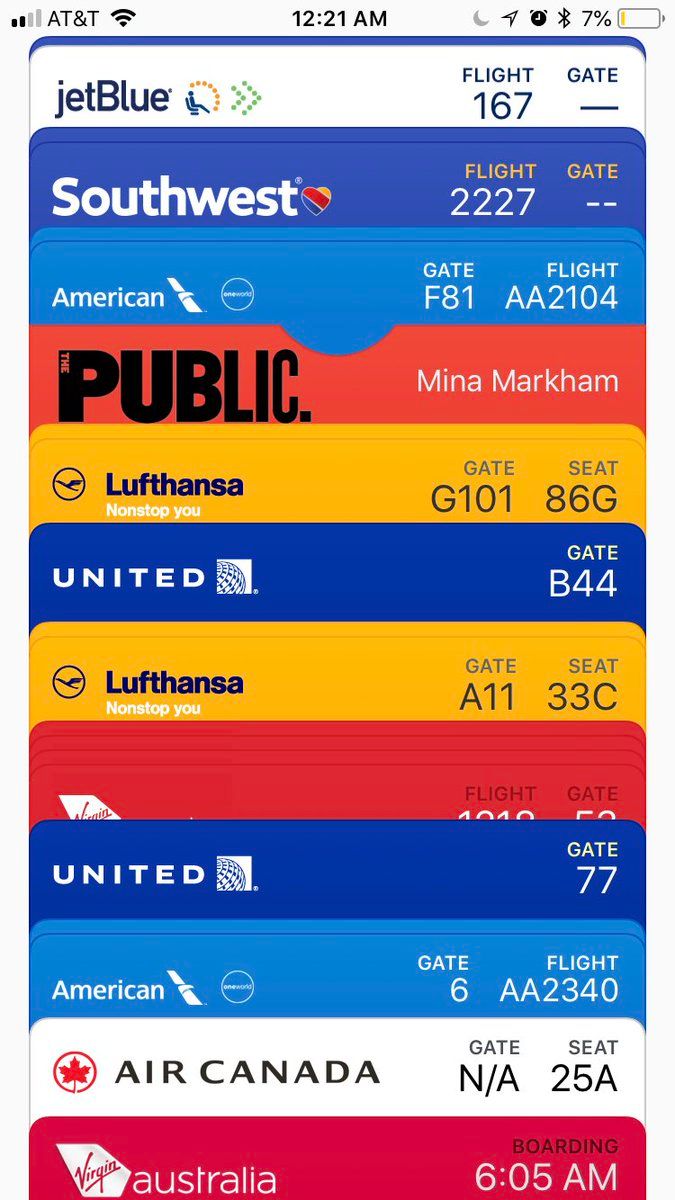 AT&T 12:21 AM 7%
jetBlue FLIGHT GATE
167 —
Southwest® FLIGHT GATE
2227 --
GATE FLIGHT
American oneworld F81 AA2104
THE PUBLIC. Mina Markham
GATE SEAT
Lufthansa G101 86G
Nonstop you
GATE
UNITED B44
GATE SEAT
Lufthansa A11 33C
Nonstop you
FLIGHT GATE
Virgin 1218 53
GATE
UNITED 77
GATE FLIGHT
American oneworld 6 AA2340
GATE SEAT
AIR CANADA N/A 25A
BOARDING
Virgin australia 6:05 AM